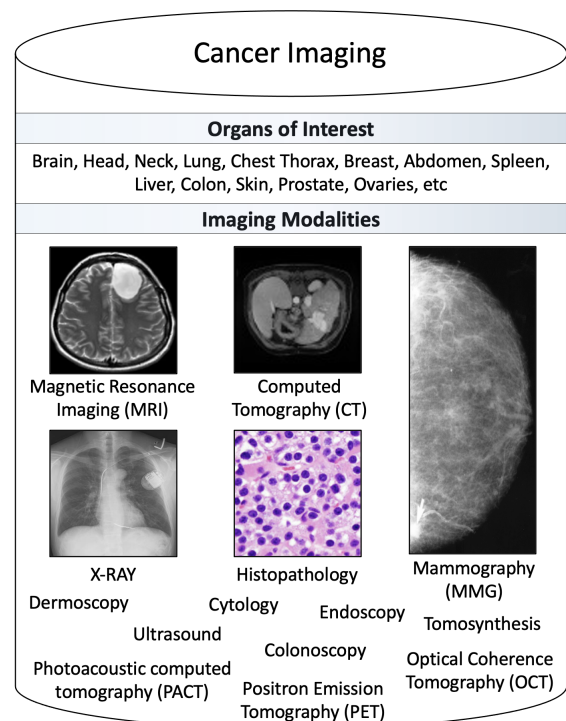 Cancer Imaging
Organs of Interest
Brain, Head, Neck, Lung, Chest Thorax, Breast, Abdomen, Spleen,
Liver, Colon, Skin, Prostate, Ovaries, etc
Imaging Modalities
Magnetic Resonance
Imaging (MRI)
Computed
Tomography (CT)
X-RAY
Histopathology
Mammography
(MMG)
Dermoscopy
Cytology
Endoscopy
Tomosynthesis
Ultrasound
Colonoscopy
Optical Coherence
Tomography (OCT)
Photoacoustic computed
tomography (PACT)
Positron Emission
Tomography (PET)